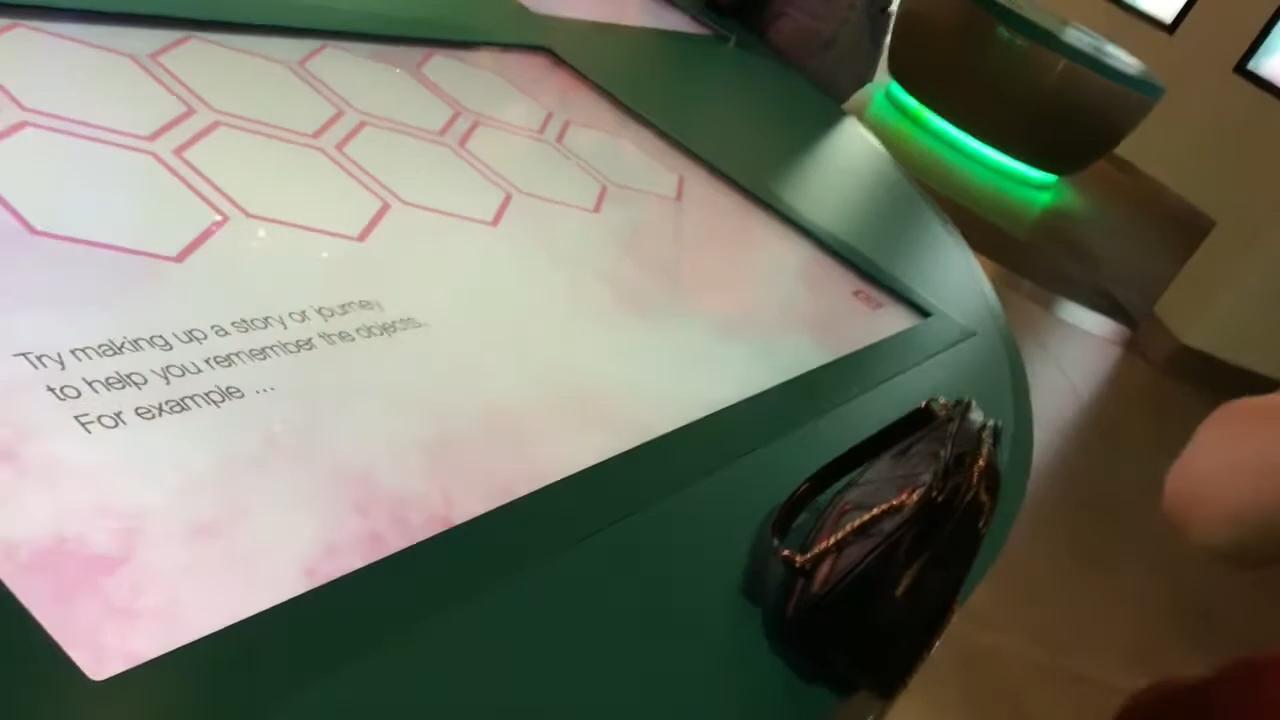 Try making up a story or journey
to help you remember the objects.
For example ...